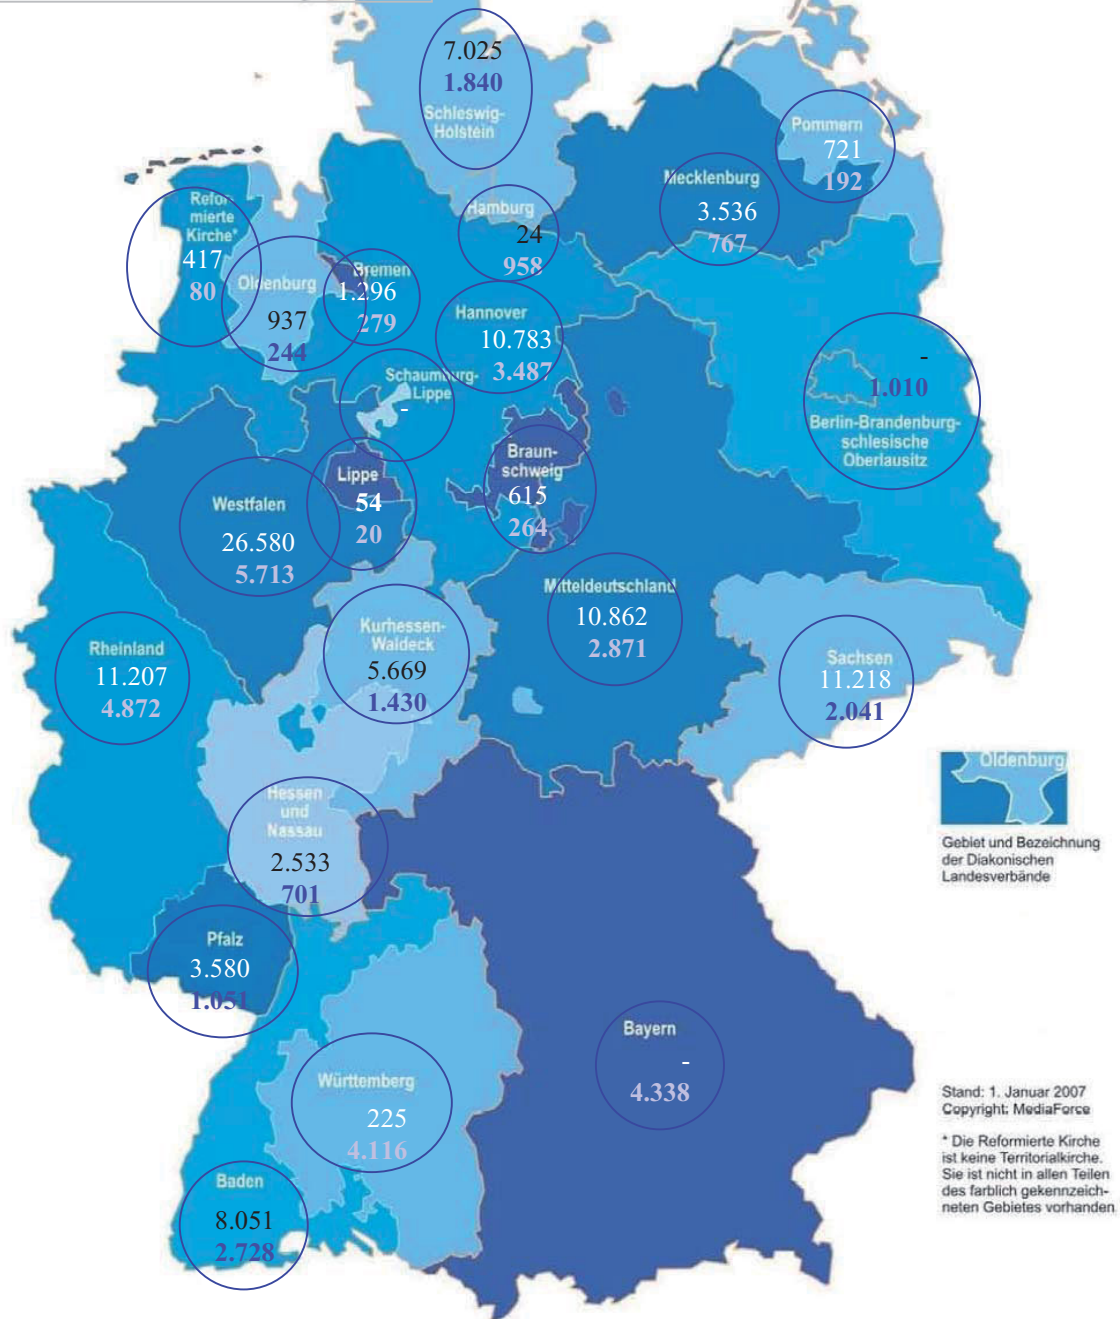 7.025
1.840
Schleswig-
Holstein
Pommern
721
192
Mecklenburg
3.536
767
Refor-
mierte
Kirche*
417
80
Hamburg
24
958
Oldenburg
937
244
Bremen
1.296
279
Hannover
10.783
3.487
Schaumburg-
Lippe
-
-
1.010
Berlin-Brandenburg-
schlesische
Oberlausitz
Braun-
schweig
615
264
Lippe
54
20
Westfalen
26.580
5.713
Mitteldeutschland
10.862
2.871
Kurhessen-
Waldeck
5.669
1.430
Rheinland
11.207
4.872
Sachsen
11.218
2.041
Oldenburg
Gebiet und Bezeichnung
der Diakonischen
Landesverbände
Hessen
und
Nassau
2.533
701
Pfalz
3.580
1.051
Bayern
-
4.338
Württemberg
225
4.116
Baden
8.051
2.728
Stand: 1. Januar 2007
Copyright: MediaForce
* Die Reformierte Kirche
ist keine Territorialkirche.
Sie ist nicht in allen Teilen
des farblich gekennzeich-
neten Gebietes vorhanden